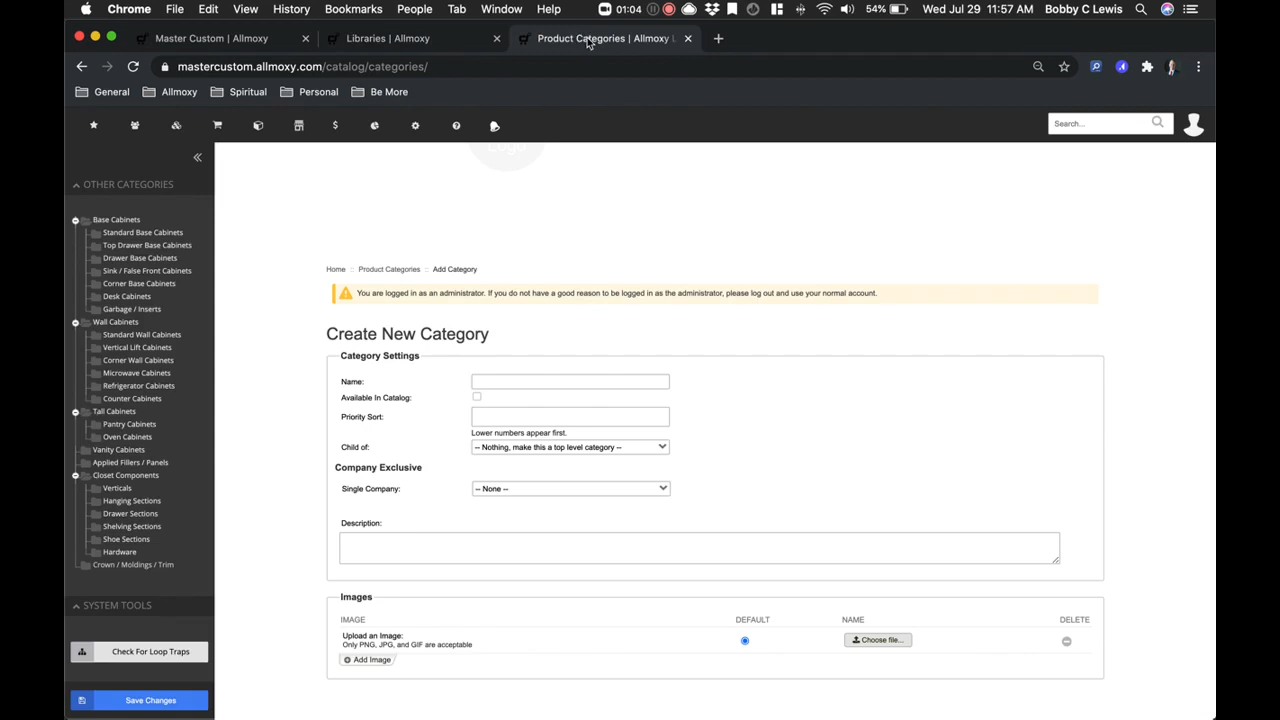 Chrome File Edit View History Bookmarks People Tab Window Help 01:04 54% Wed Jul 29 11:57 AM Bobby C Lewis
Master Custom | Allmoxy Libraries | Allmoxy Product Categories | Allmoxy
mastercustom.allmoxy.com/catalog/categories/
General Allmoxy Spiritual Personal Be More
Search...
Logo
OTHER CATEGORIES
Base Cabinets
Standard Base Cabinets
Top Drawer Base Cabinets
Drawer Base Cabinets
Sink / False Front Cabinets
Corner Base Cabinets
Desk Cabinets
Garbage / Inserts
Wall Cabinets
Standard Wall Cabinets
Vertical Lift Cabinets
Corner Wall Cabinets
Microwave Cabinets
Refrigerator Cabinets
Counter Cabinets
Tall Cabinets
Pantry Cabinets
Oven Cabinets
Vanity Cabinets
Applied Fillers / Panels
Closet Components
Verticals
Hanging Sections
Drawer Sections
Shelving Sections
Shoe Sections
Hardware
Crown / Moldings / Trim
SYSTEM TOOLS
Check For Loop Traps
Save Changes
Home :: Product Categories :: Add Category
You are logged in as an administrator. If you do not have a good reason to be logged in as the administrator, please log out and use your normal account.
Create New Category
Category Settings
Name:
Available In Catalog:
Priority Sort:
Lower numbers appear first.
Child of: -- Nothing, make this a top level category --
Company Exclusive
Single Company: -- None --
Description:
Images
IMAGE DEFAULT NAME DELETE
Upload an Image: Choose file...
Only PNG, JPG, and GIF are acceptable
Add Image